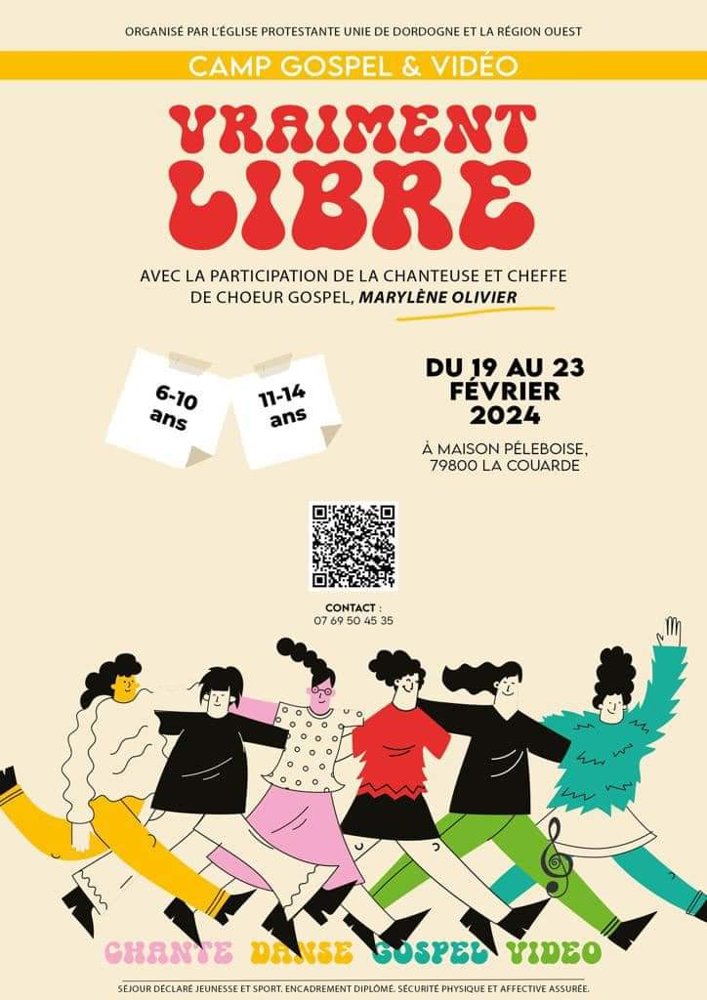 ORGANISÉ PAR L'ÉGLISE PROTESTANTE UNIE DE DORDOGNE ET LA RÉGION OUEST
CAMP GOSPEL & VIDÉO
VRAIMENT
LIBRE
AVEC LA PARTICIPATION DE LA CHANTEUSE ET CHEFFE
DE CHOEUR GOSPEL, MARYLÈNE OLIVIER
6-10
ans
11-14
ans
DU 19 AU 23
FÉVRIER
2024
À MAISON PÉLEBOISE,
79800 LA COUARDE
CONTACT :
07 69 50 45 35
CHANTE DANSE GOSPEL VIDEO
SÉJOUR DÉCLARÉ JEUNESSE ET SPORT. ENCADREMENT DIPLÔMÉ. SÉCURITÉ PHYSIQUE ET AFFECTIVE ASSURÉE.